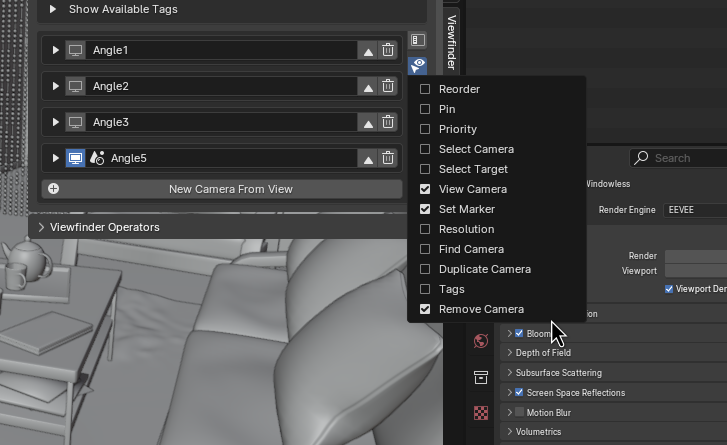 Show Available Tags
Viewfinder
Angle1
Angle2
Angle3
Angle5
New Camera From View
Viewfinder Operators
Reorder
Pin
Priority
Select Camera
Select Target
View Camera
Set Marker
Resolution
Find Camera
Duplicate Camera
Tags
Remove Camera
Search
Windowless
Render Engine EEVEE
Render
Viewport
Viewport Den
Bloom
Depth of Field
Subsurface Scattering
Screen Space Reflections
Motion Blur
Volumetrics